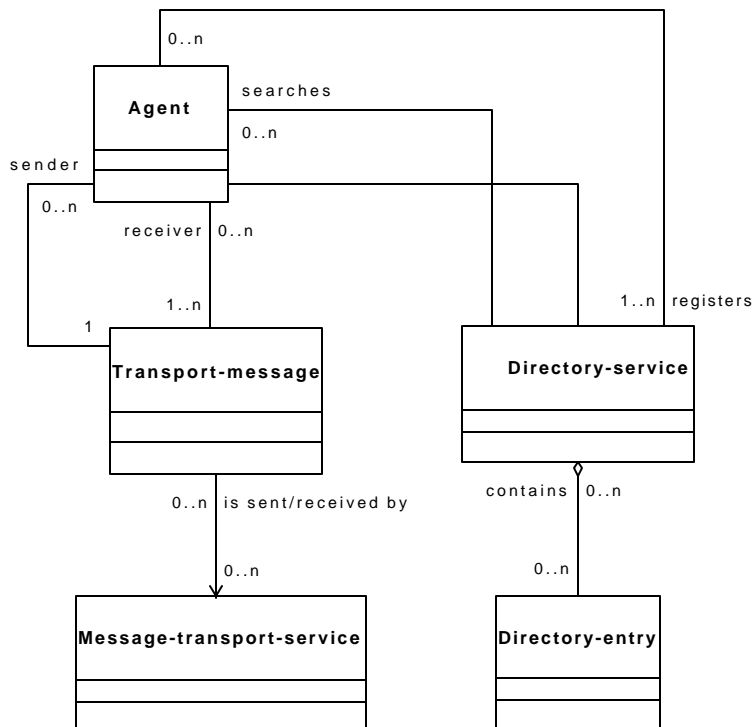 0..n
searches
Agent
0..n
sender
0..n
receiver 0..n
1..n
1..n registers
1
Transport-message
Directory-service
0..n is sent/received by
contains 0..n
0..n
0..n
Message-transport-service
Directory-entry